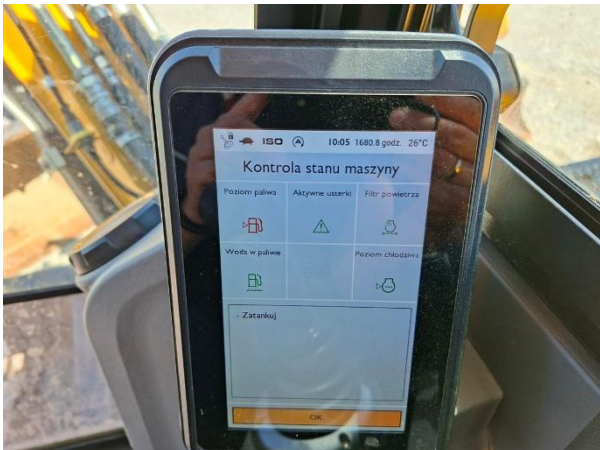 ISO 10:05 1680.8 godz. 26°C
Kontrola stanu maszyny
Poziom paliwa Aktywne usterki Filtr powietrza
Woda w paliwie Poziom chłodziwa
- Zatankuj
OK